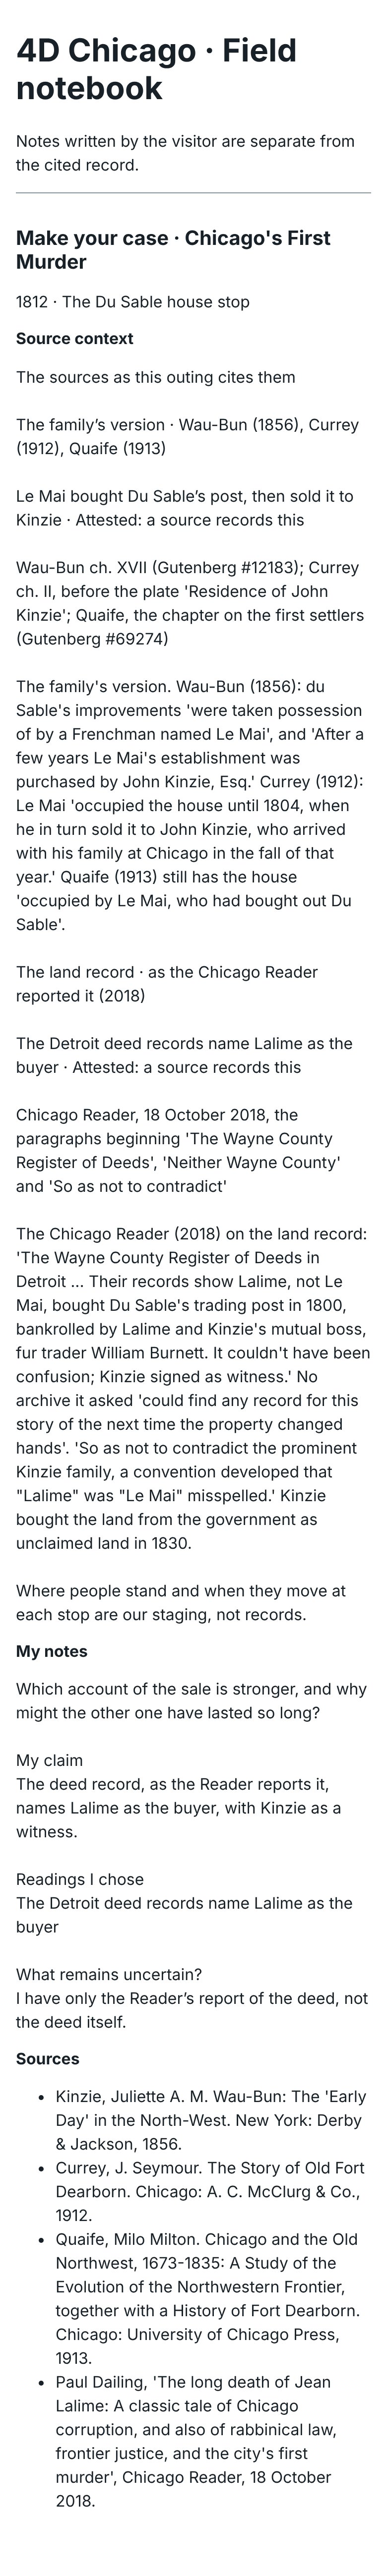 4D Chicago · Field
notebook
Notes written by the visitor are separate from
the cited record.
Make your case · Chicago's First
Murder
1812 · The Du Sable house stop
Source context
The sources as this outing cites them
The family’s version · Wau-Bun (1856), Currey
(1912), Quaife (1913)
Le Mai bought Du Sable’s post, then sold it to
Kinzie · Attested: a source records this
Wau-Bun ch. XVII (Gutenberg #12183); Currey
ch. II, before the plate 'Residence of John
Kinzie'; Quaife, the chapter on the first settlers
(Gutenberg #69274)
The family's version. Wau-Bun (1856): du
Sable's improvements 'were taken possession
of by a Frenchman named Le Mai', and 'After a
few years Le Mai's establishment was
purchased by John Kinzie, Esq.' Currey (1912):
Le Mai 'occupied the house until 1804, when
he in turn sold it to John Kinzie, who arrived
with his family at Chicago in the fall of that
year.' Quaife (1913) still has the house
'occupied by Le Mai, who had bought out Du
Sable'.
The land record · as the Chicago Reader
reported it (2018)
The Detroit deed records name Lalime as the
buyer · Attested: a source records this
Chicago Reader, 18 October 2018, the
paragraphs beginning 'The Wayne County
Register of Deeds', 'Neither Wayne County'
and 'So as not to contradict'
The Chicago Reader (2018) on the land record:
'The Wayne County Register of Deeds in
Detroit ... Their records show Lalime, not Le
Mai, bought Du Sable's trading post in 1800,
bankrolled by Lalime and Kinzie's mutual boss,
fur trader William Burnett. It couldn't have been
confusion; Kinzie signed as witness.' No
archive it asked 'could find any record for this
story of the next time the property changed
hands'. 'So as not to contradict the prominent
Kinzie family, a convention developed that
"Lalime" was "Le Mai" misspelled.' Kinzie
bought the land from the government as
unclaimed land in 1830.
Where people stand and when they move at
each stop are our staging, not records.
My notes
Which account of the sale is stronger, and why
might the other one have lasted so long?
My claim
The deed record, as the Reader reports it,
names Lalime as the buyer, with Kinzie as a
witness.
Readings I chose
The Detroit deed records name Lalime as the
buyer
What remains uncertain?
I have only the Reader’s report of the deed, not
the deed itself.
Sources
• Kinzie, Juliette A. M. Wau-Bun: The 'Early
Day' in the North-West. New York: Derby
& Jackson, 1856.
• Currey, J. Seymour. The Story of Old Fort
Dearborn. Chicago: A. C. McClurg & Co.,
1912.
• Quaife, Milo Milton. Chicago and the Old
Northwest, 1673-1835: A Study of the
Evolution of the Northwestern Frontier,
together with a History of Fort Dearborn.
Chicago: University of Chicago Press,
1913.
• Paul Dailing, 'The long death of Jean
Lalime: A classic tale of Chicago
corruption, and also of rabbinical law,
frontier justice, and the city's first
murder', Chicago Reader, 18 October
2018.